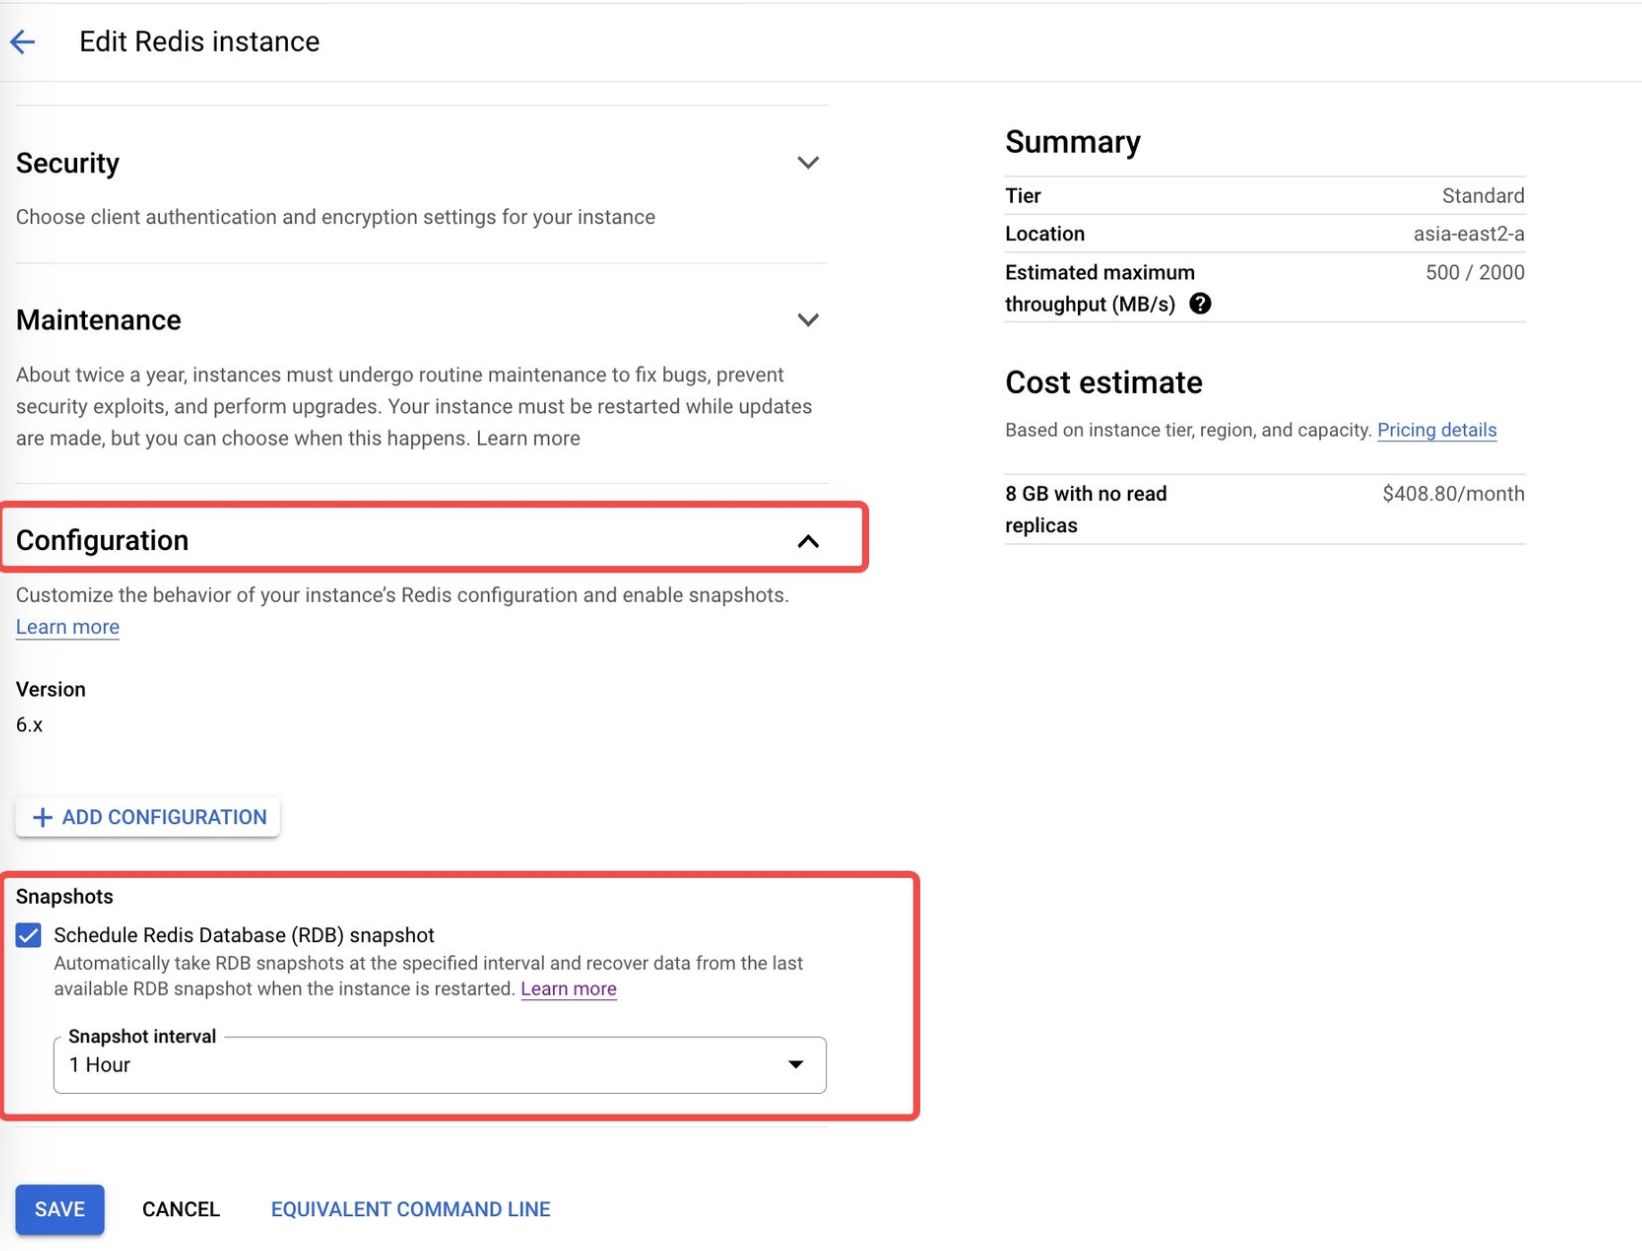 Edit Redis instance
Security
Choose client authentication and encryption settings for your instance
Maintenance
About twice a year, instances must undergo routine maintenance to fix bugs, prevent
security exploits, and perform upgrades. Your instance must be restarted while updates
are made, but you can choose when this happens. Learn more
Configuration
Customize the behavior of your instance's Redis configuration and enable snapshots.
Learn more
Version
6.x
ADD CONFIGURATION
Snapshots
Schedule Redis Database (RDB) snapshot
Automatically take RDB snapshots at the specified interval and recover data from the last
available RDB snapshot when the instance is restarted. Learn more
Snapshot interval
1 Hour
SAVE CANCEL EQUIVALENT COMMAND LINE
Summary
Tier Standard
Location asia-east2-a
Estimated maximum 500 / 2000
throughput (MB/s) ?
Cost estimate
Based on instance tier, region, and capacity. Pricing details
8 GB with no read $408.80/month
replicas